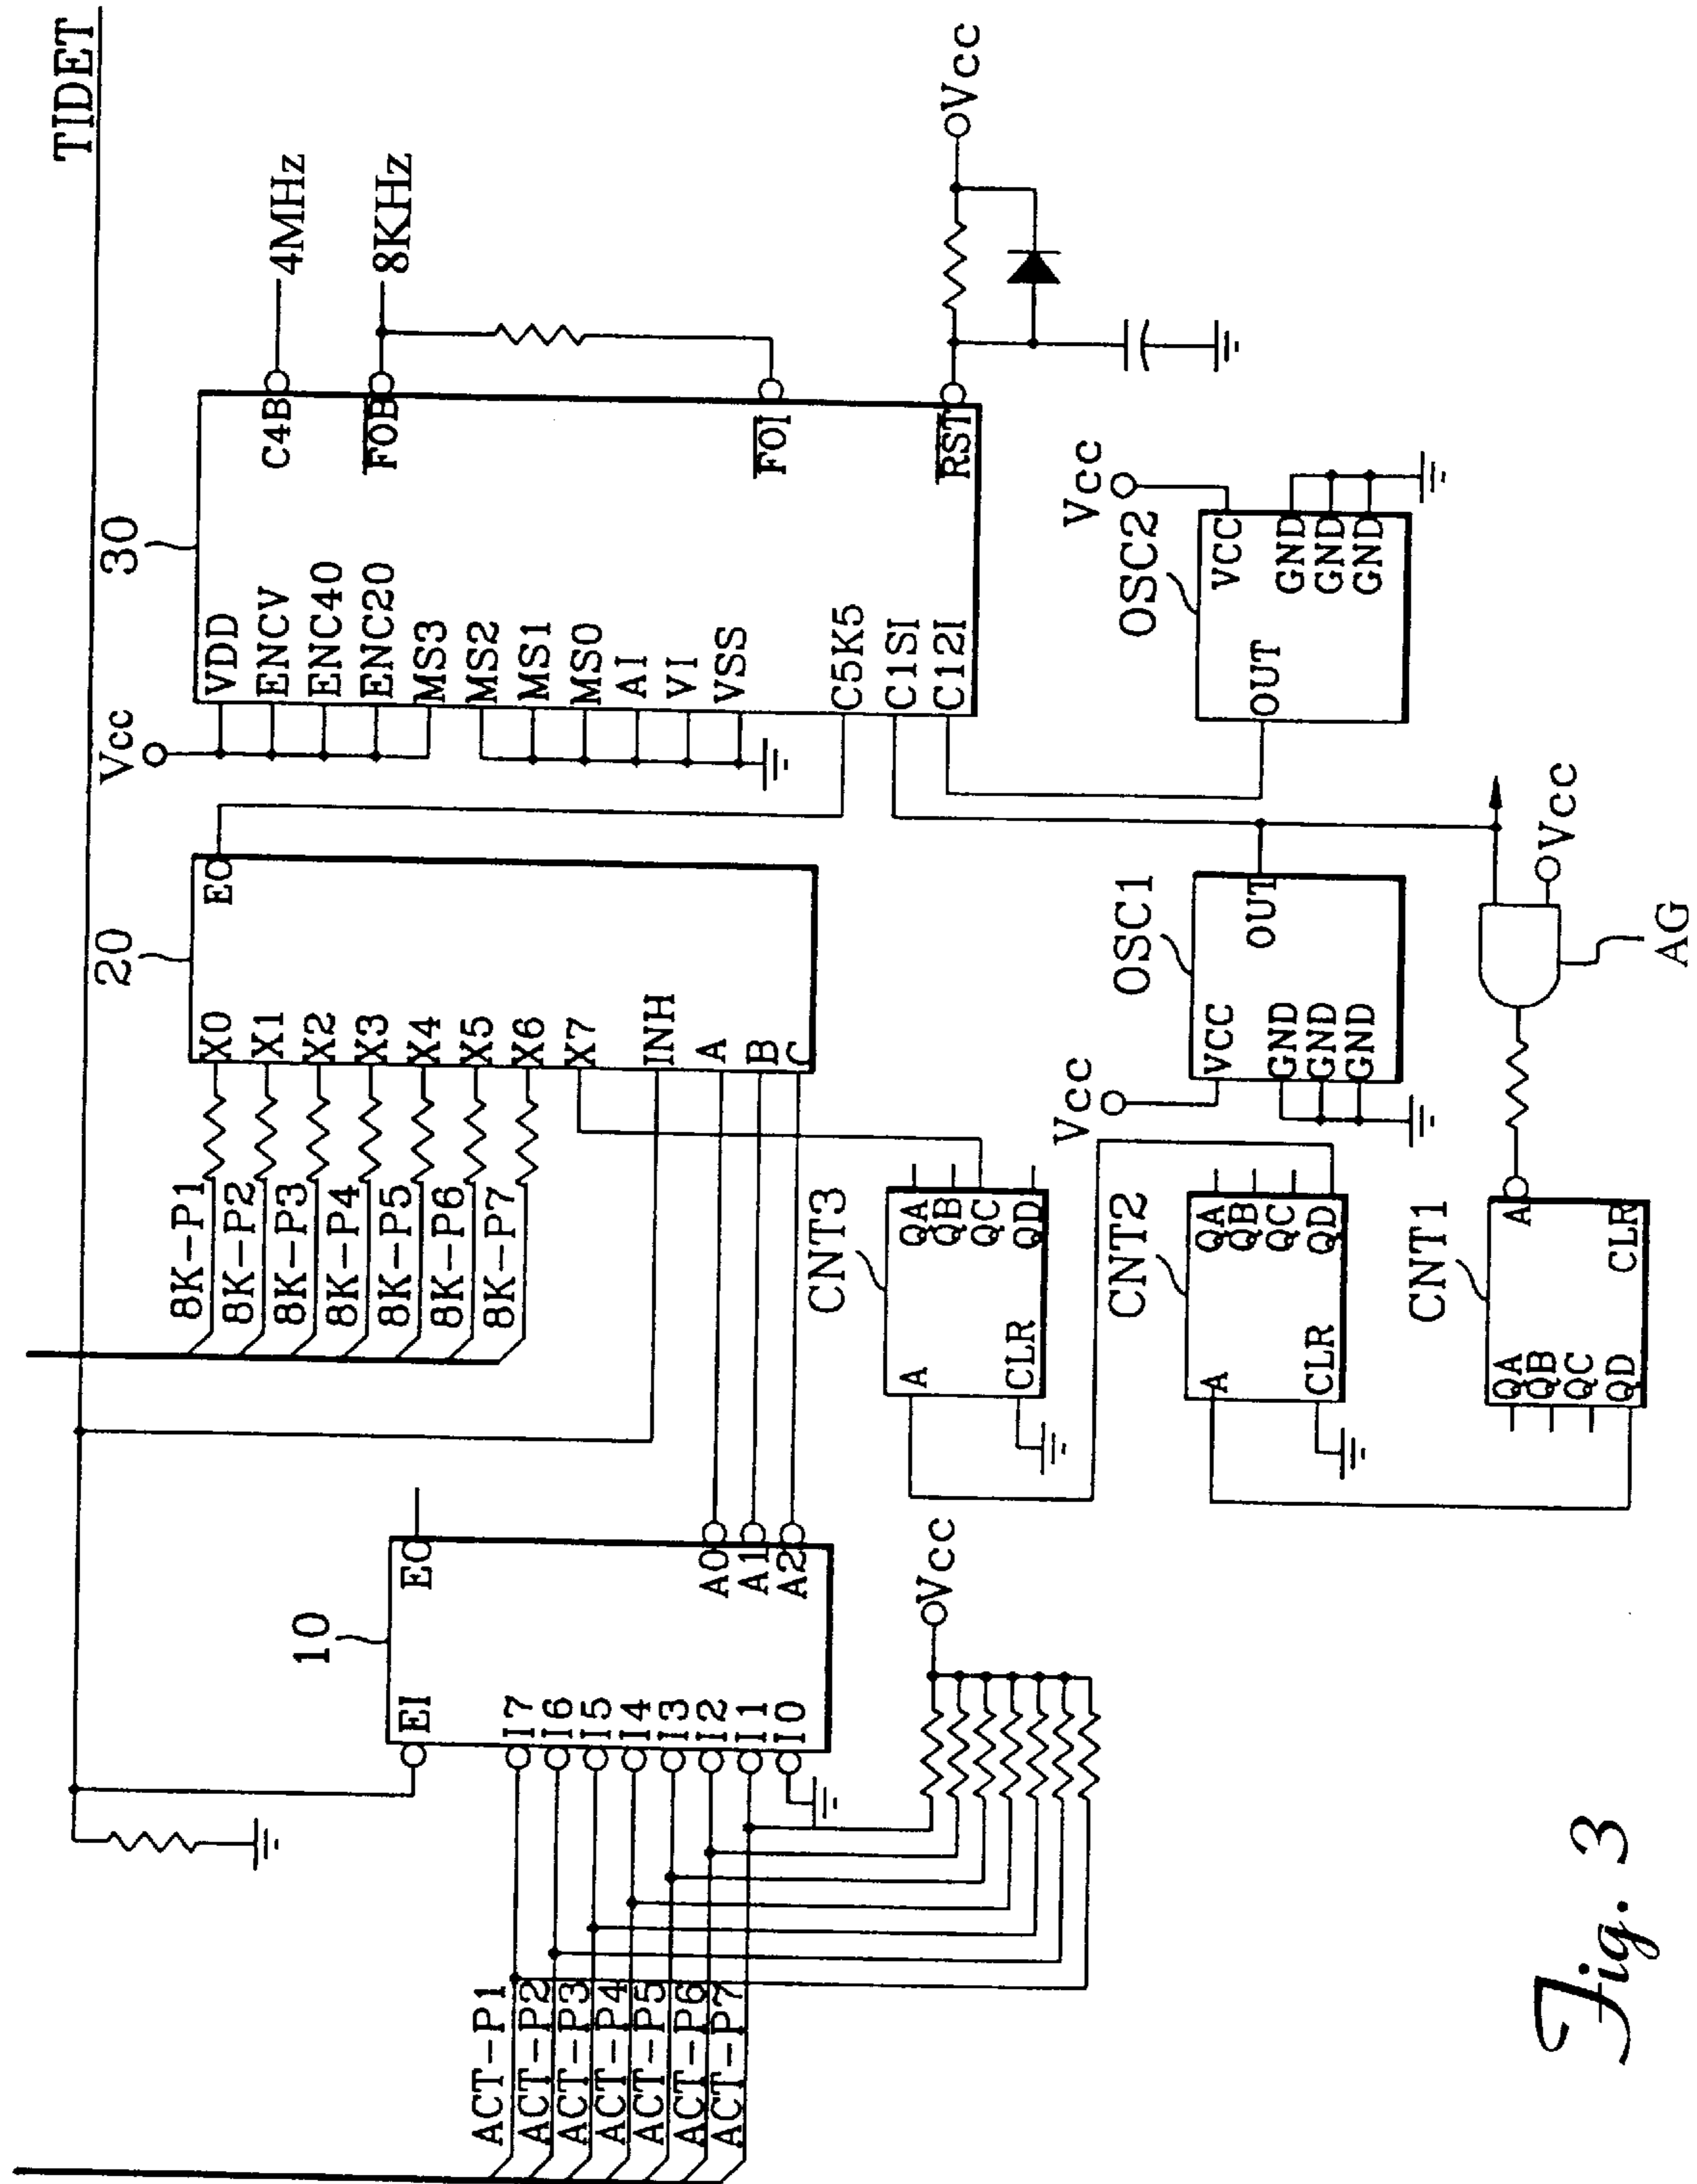 TIDET
10
EI
EO
I7
I6
I5
I4
I3
I2
I1
I0
A0
A1
A2
ACT-P1
ACT-P2
ACT-P3
ACT-P4
ACT-P5
ACT-P6
ACT-P7
Vcc
8K-P1
8K-P2
8K-P3
8K-P4
8K-P5
8K-P6
8K-P7
20
X0
X1
X2
X3
X4
X5
X6
X7
INH
A
B
C
EO
Vcc
30
VDD
ENCV
ENC40
ENC20
MS3
MS2
MS1
MS0
AI
VI
VSS
C5K5
C1SI
C12I
C4B
F0B
FOI
RST
4MHz
8KHz
Vcc
CNT3
A
CLR
QA
QB
QC
QD
CNT2
A
CLR
QA
QB
QC
QD
CNT1
QA
QB
QC
QD
A
CLR
Vcc
OSC1
VCC
GND
GND
GND
OUT
Vcc
OSC2
OUT
VCC
GND
GND
GND
Vcc
AG
Fig. 3